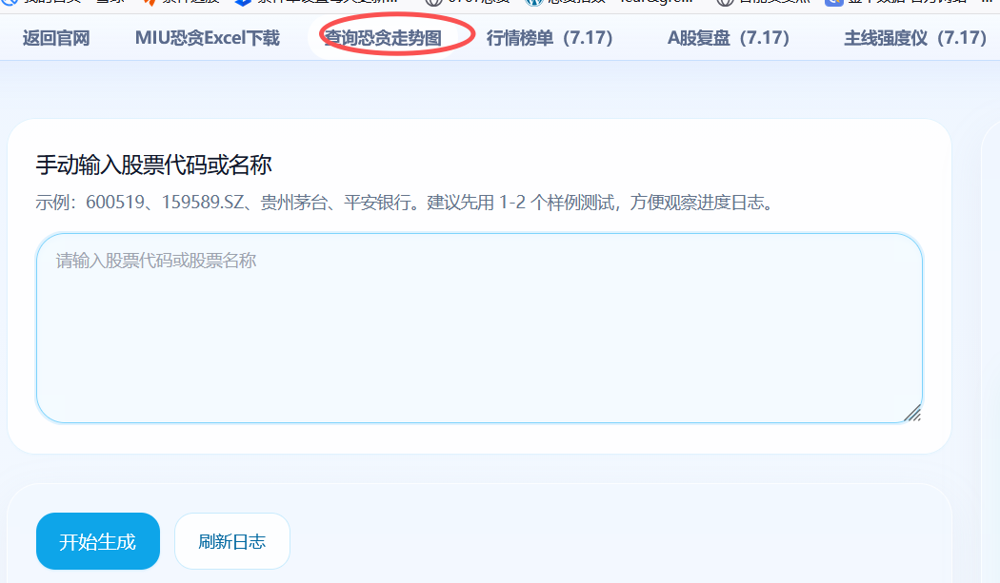 返回官网 MIU恐贪Excel下载 查询恐贪走势图 行情榜单（7.17） A股复盘（7.17） 主线强度仪（7.17）
手动输入股票代码或名称
示例：600519、159589.SZ、贵州茅台、平安银行。建议先用 1-2 个样例测试，方便观察进度日志。
请输入股票代码或股票名称
开始生成 刷新日志